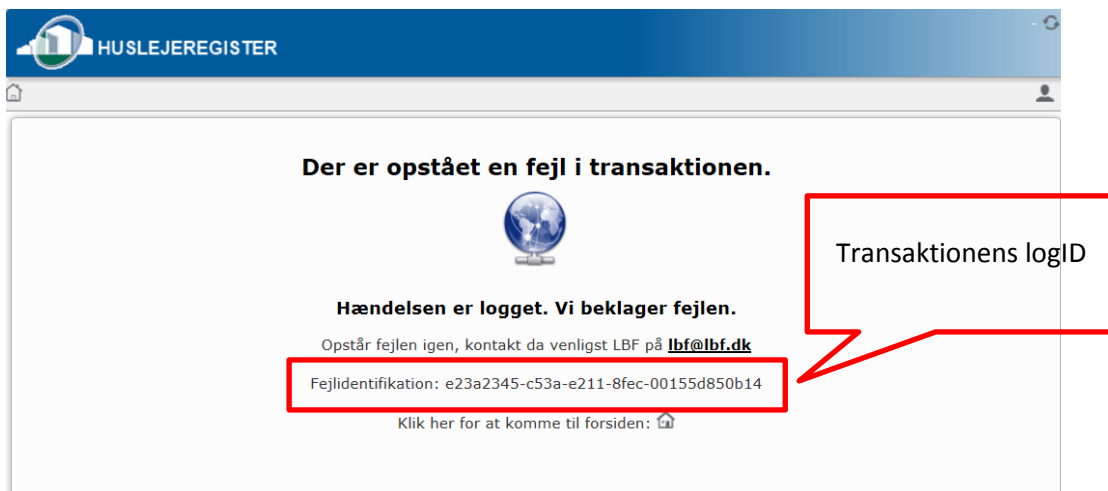 HUSLEJEREGISTER
Der er opstået en fejl i transaktionen.
Transaktionens logID
Hændelsen er logget. Vi beklager fejlen.
Opstår fejlen igen, kontakt da venligst LBF på lbf@lbf.dk
Fejlidentifikation: e23a2345-c53a-e211-8fec-00155d850b14
Klik her for at komme til forsiden: